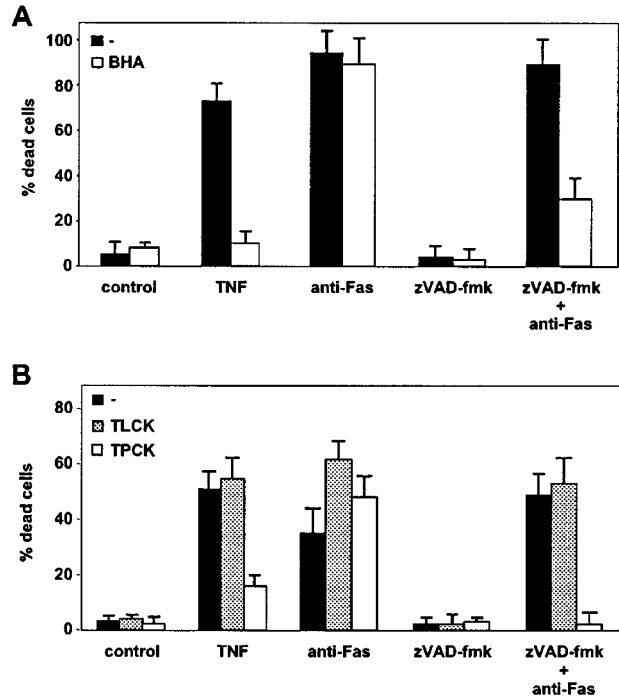 A
■ -
□ BHA
% dead cells
100
80
60
40
20
0
control TNF anti-Fas zVAD-fmk zVAD-fmk
+
anti-Fas
B
■ -
TLCK
□ TPCK
% dead cells
80
60
40
20
0
control TNF anti-Fas zVAD-fmk zVAD-fmk
+
anti-Fas